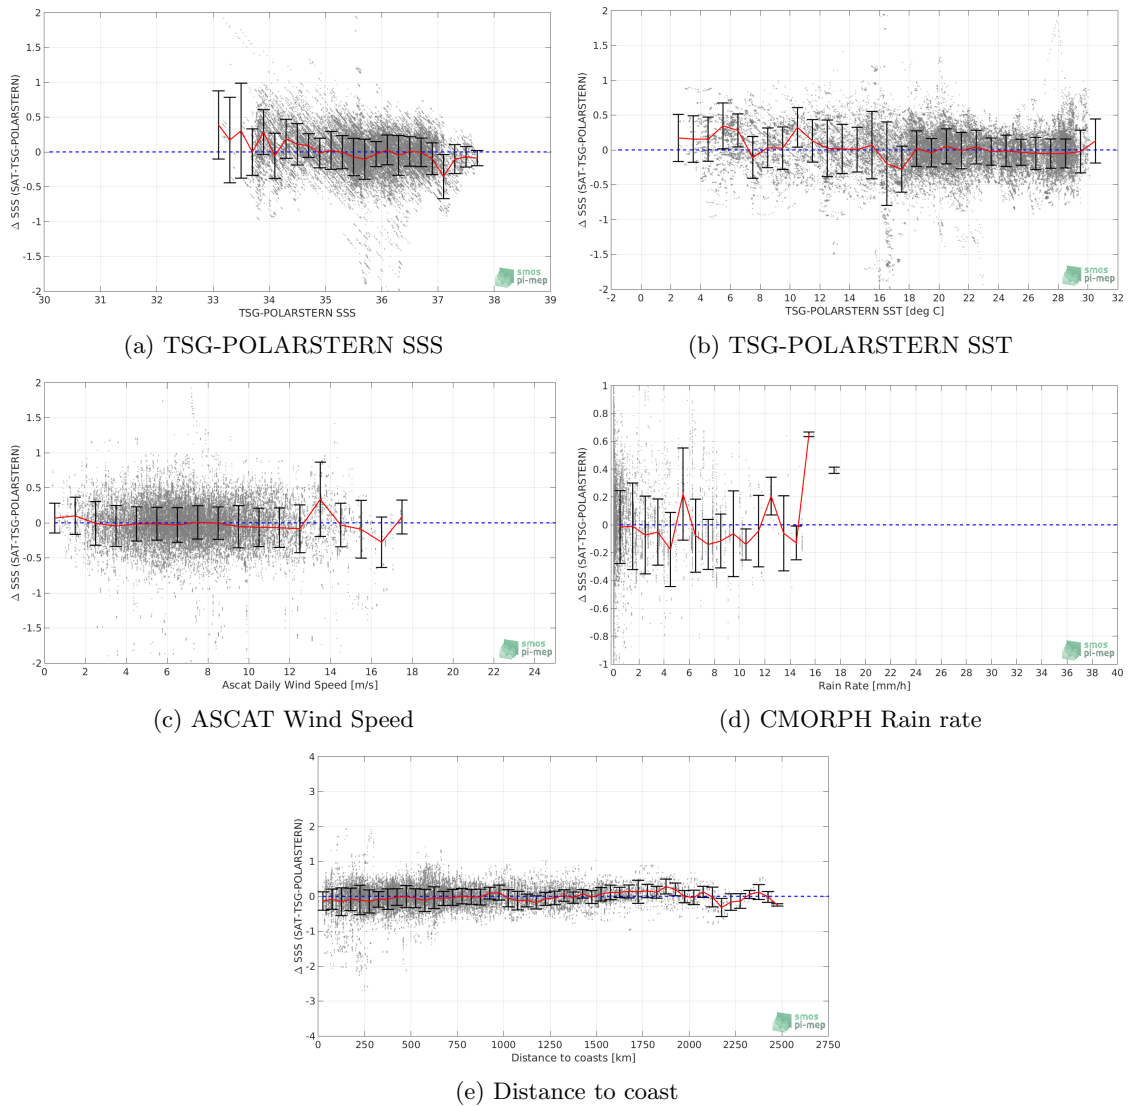 2
1.5
1
0.5
0
-0.5
-1
-1.5
-2
Δ SSS (SAT-TSG-POLARSTERN)
30 31 32 33 34 35 36 37 38 39
TSG-POLARSTERN SSS
smos
pi-mep
(a) TSG-POLARSTERN SSS
2
1.5
1
0.5
0
-0.5
-1
-1.5
-2
Δ SSS (SAT-TSG-POLARSTERN)
-2 0 2 4 6 8 10 12 14 16 18 20 22 24 26 28 30 32
TSG-POLARSTERN SST [deg C]
smos
pi-mep
(b) TSG-POLARSTERN SST
2
1.5
1
0.5
0
-0.5
-1
-1.5
-2
Δ SSS (SAT-TSG-POLARSTERN)
0 2 4 6 8 10 12 14 16 18 20 22 24
Ascat Daily Wind Speed [m/s]
smos
pi-mep
(c) ASCAT Wind Speed
1
0.8
0.6
0.4
0.2
0
-0.2
-0.4
-0.6
-0.8
-1
Δ SSS (SAT-TSG-POLARSTERN)
0 2 4 6 8 10 12 14 16 18 20 22 24 26 28 30 32 34 36 38 40
Rain Rate [mm/h]
smos
pi-mep
(d) CMORPH Rain rate
4
3
2
1
0
-1
-2
-3
-4
Δ SSS (SAT-TSG-POLARSTERN)
0 250 500 750 1000 1250 1500 1750 2000 2250 2500 2750
Distance to coasts [km]
smos
pi-mep
(e) Distance to coast